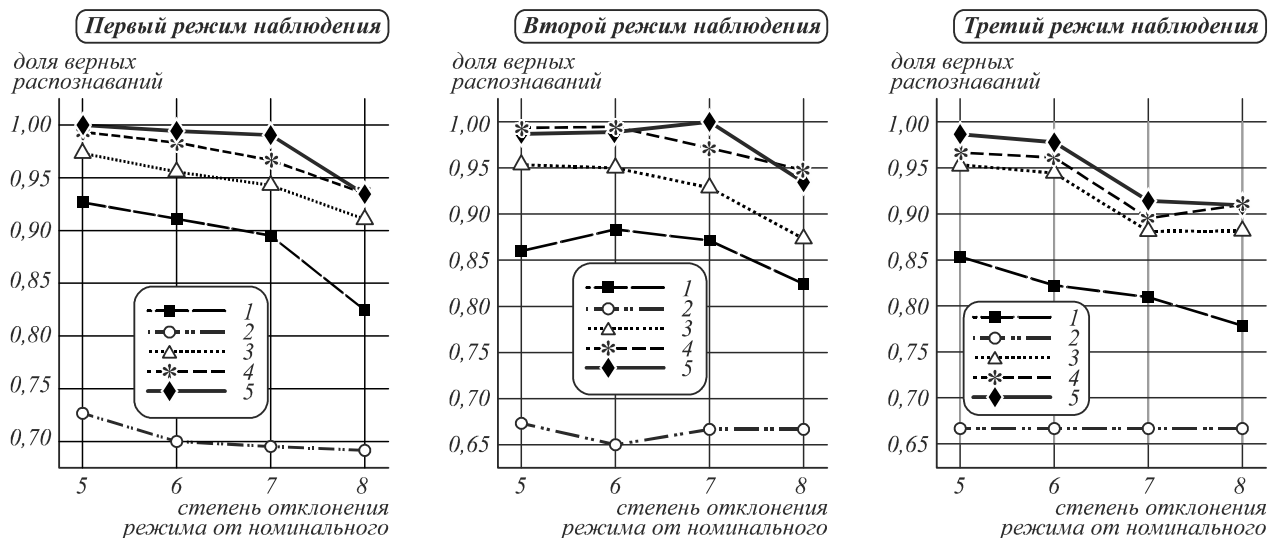 Первый режим наблюдения
доля верных
распознаваний
1,00
0,95
0,90
0,85
0,80
0,75
0,70
1
2
3
4
5
5 6 7 8
степень отклонения
режима от номинального
Второй режим наблюдения
доля верных
распознаваний
1,00
0,95
0,90
0,85
0,80
0,75
0,70
0,65
1
2
3
4
5
5 6 7 8
степень отклонения
режима от номинального
Третий режим наблюдения
доля верных
распознаваний
1,00
0,95
0,90
0,85
0,80
0,75
0,70
0,65
1
2
3
4
5
5 6 7 8
степень отклонения
режима от номинального